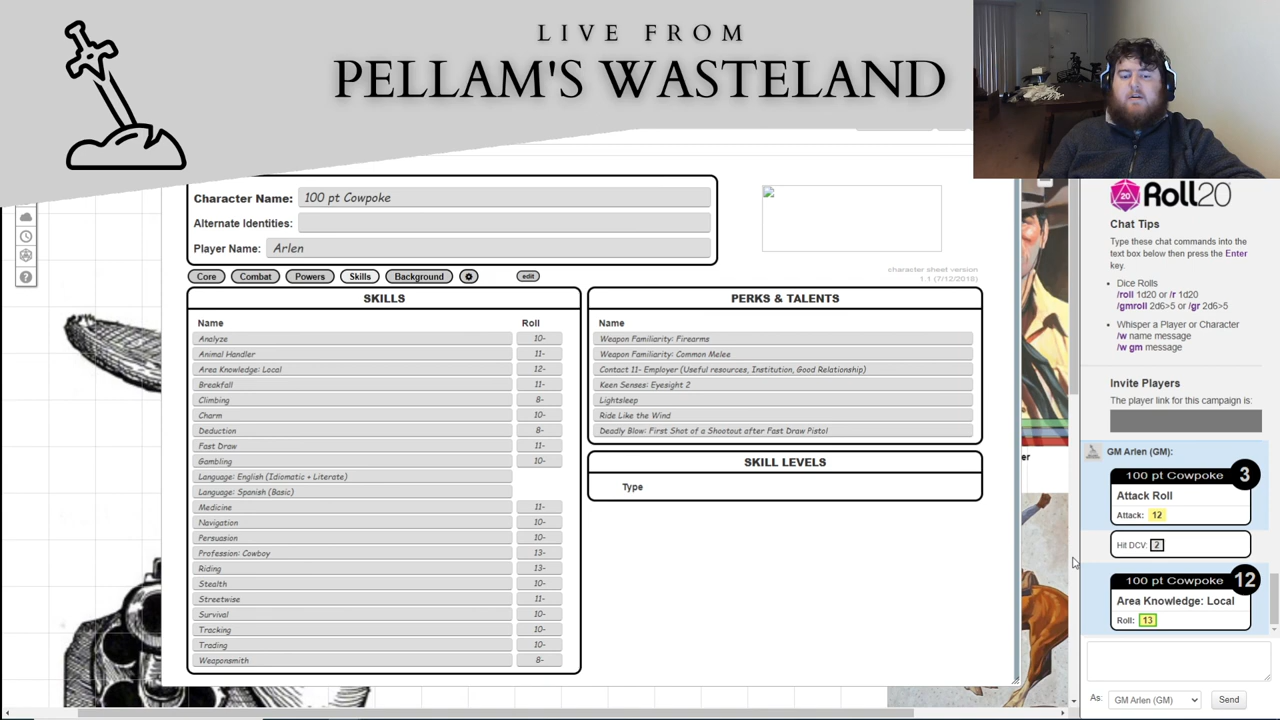 LIVE FROM
PELLAM'S WASTELAND
Character Name: 100 pt Cowpoke
Alternate Identities:
Player Name: Arlen
Core Combat Powers Skills Background edit
character sheet version
1.1 (7/12/2018)
SKILLS
Name Roll
Analyze 10-
Animal Handler 11-
Area Knowledge: Local 12-
Breakfall 11-
Climbing 8-
Charm 10-
Deduction 8-
Fast Draw 11-
Gambling 10-
Language: English (Idiomatic + Literate)
Language: Spanish (Basic)
Medicine 11-
Navigation 10-
Persuasion 10-
Profession: Cowboy 13-
Riding 13-
Stealth 10-
Streetwise 11-
Survival 10-
Tracking 10-
Trading 10-
Weaponsmith 8-
PERKS & TALENTS
Name
Weapon Familiarity: Firearms
Weapon Familiarity: Common Melee
Contact 11- Employer (Useful resources, Institution, Good Relationship)
Keen Senses: Eyesight 2
Lightsleep
Ride Like the Wind
Deadly Blow: First Shot of a Shootout after Fast Draw Pistol
SKILL LEVELS
Type
er
20 Roll20
Chat Tips
Type these chat commands into the
text box below then press the Enter
key.
• Dice Rolls
/roll 1d20 or /r 1d20
/gmroll 2d6>5 or /gr 2d6>5
• Whisper a Player or Character
/w name message
/w gm message
Invite Players
The player link for this campaign is:
GM Arlen (GM):
100 pt Cowpoke 3
Attack Roll
Attack: 12
Hit DCV: 2
100 pt Cowpoke 12
Area Knowledge: Local
Roll: 13
As: GM Arlen (GM) Send